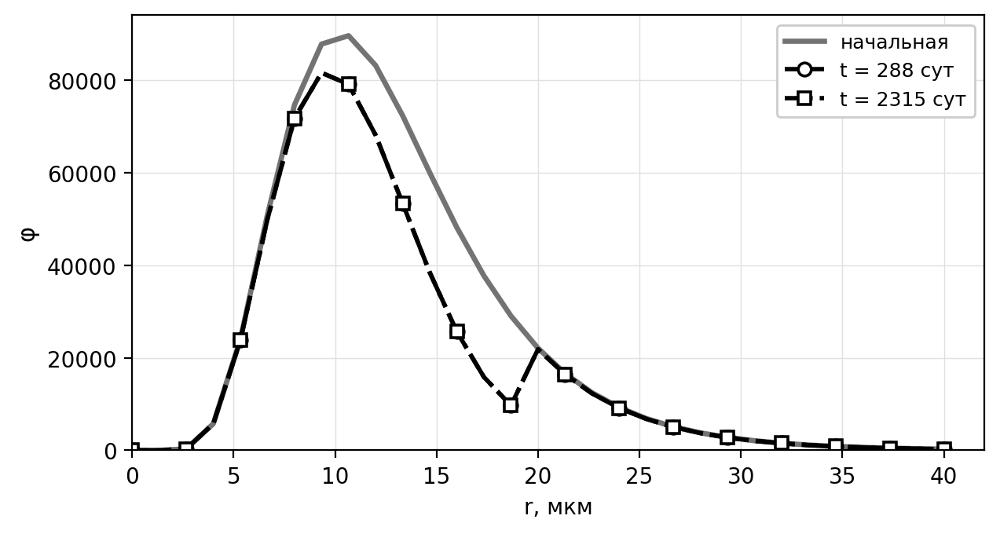 начальная
t = 288 сут
t = 2315 сут
80000
60000
40000
20000
0
φ
0 5 10 15 20 25 30 35 40
r, мкм